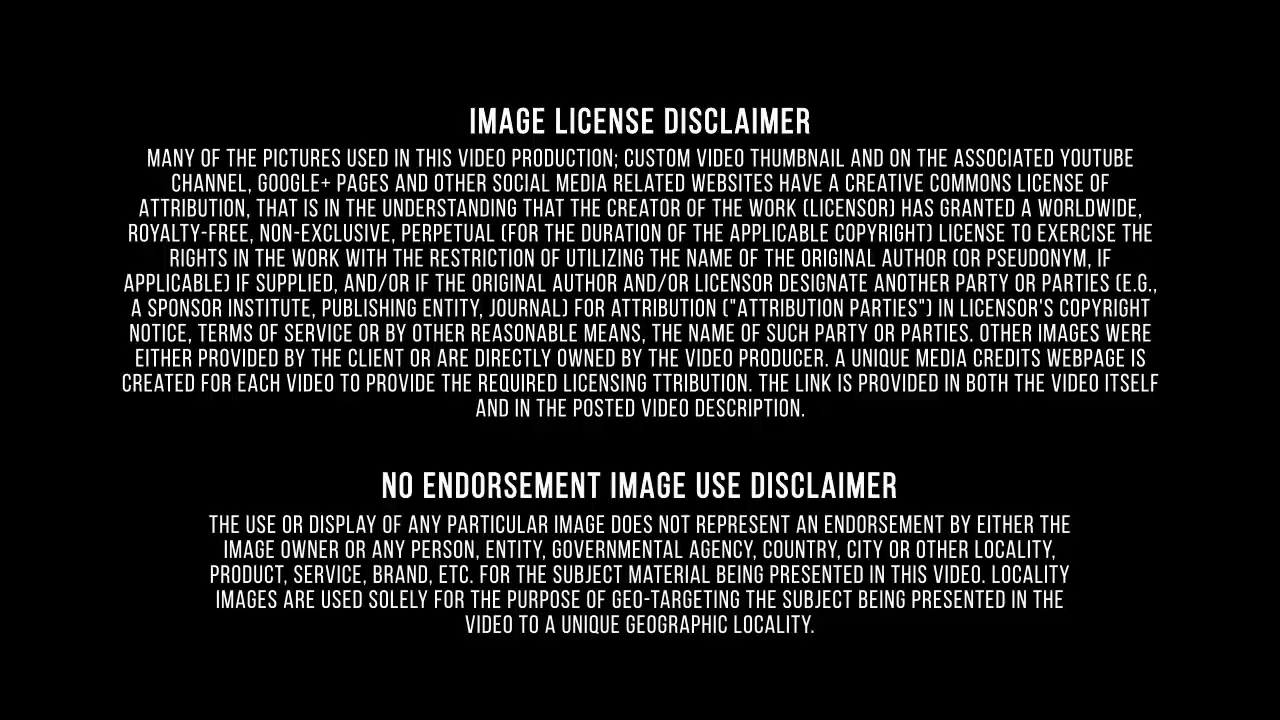 IMAGE LICENSE DISCLAIMER
MANY OF THE PICTURES USED IN THIS VIDEO PRODUCTION; CUSTOM VIDEO THUMBNAIL AND ON THE ASSOCIATED YOUTUBE
CHANNEL, GOOGLE+ PAGES AND OTHER SOCIAL MEDIA RELATED WEBSITES HAVE A CREATIVE COMMONS LICENSE OF
ATTRIBUTION, THAT IS IN THE UNDERSTANDING THAT THE CREATOR OF THE WORK (LICENSOR) HAS GRANTED A WORLDWIDE,
ROYALTY-FREE, NON-EXCLUSIVE, PERPETUAL (FOR THE DURATION OF THE APPLICABLE COPYRIGHT) LICENSE TO EXERCISE THE
RIGHTS IN THE WORK WITH THE RESTRICTION OF UTILIZING THE NAME OF THE ORIGINAL AUTHOR (OR PSEUDONYM, IF
APPLICABLE) IF SUPPLIED, AND/OR IF THE ORIGINAL AUTHOR AND/OR LICENSOR DESIGNATE ANOTHER PARTY OR PARTIES (E.G.,
A SPONSOR INSTITUTE, PUBLISHING ENTITY, JOURNAL) FOR ATTRIBUTION ("ATTRIBUTION PARTIES") IN LICENSOR'S COPYRIGHT
NOTICE, TERMS OF SERVICE OR BY OTHER REASONABLE MEANS, THE NAME OF SUCH PARTY OR PARTIES. OTHER IMAGES WERE
EITHER PROVIDED BY THE CLIENT OR ARE DIRECTLY OWNED BY THE VIDEO PRODUCER. A UNIQUE MEDIA CREDITS WEBPAGE IS
CREATED FOR EACH VIDEO TO PROVIDE THE REQUIRED LICENSING TTRIBUTION. THE LINK IS PROVIDED IN BOTH THE VIDEO ITSELF
AND IN THE POSTED VIDEO DESCRIPTION.
NO ENDORSEMENT IMAGE USE DISCLAIMER
THE USE OR DISPLAY OF ANY PARTICULAR IMAGE DOES NOT REPRESENT AN ENDORSEMENT BY EITHER THE
IMAGE OWNER OR ANY PERSON, ENTITY, GOVERNMENTAL AGENCY, COUNTRY, CITY OR OTHER LOCALITY,
PRODUCT, SERVICE, BRAND, ETC. FOR THE SUBJECT MATERIAL BEING PRESENTED IN THIS VIDEO. LOCALITY
IMAGES ARE USED SOLELY FOR THE PURPOSE OF GEO-TARGETING THE SUBJECT BEING PRESENTED IN THE
VIDEO TO A UNIQUE GEOGRAPHIC LOCALITY.